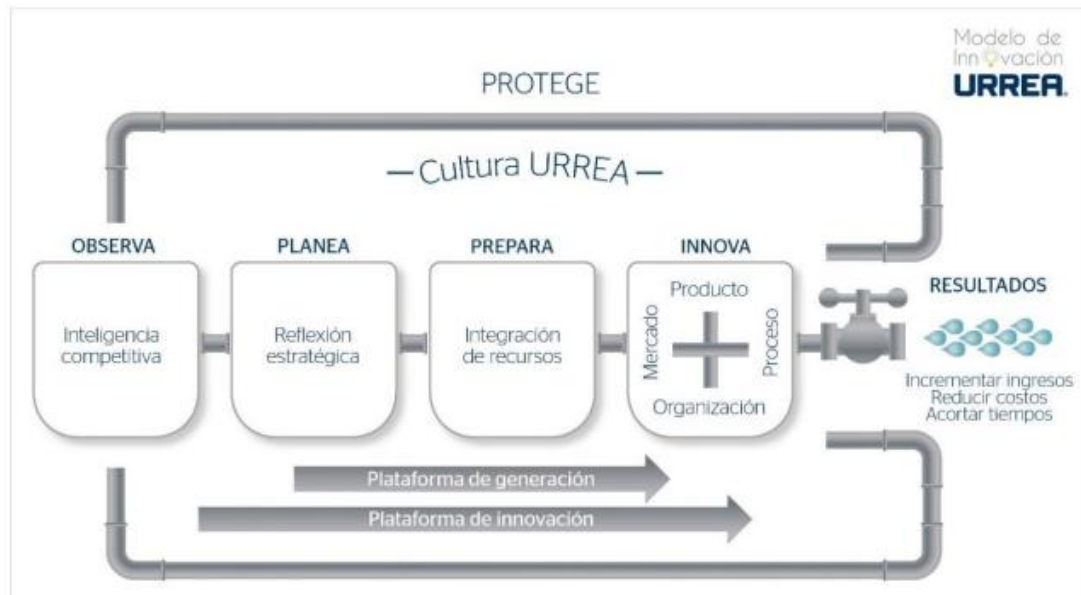 Modelo de
Innovación
URREA®
PROTEGE
— Cultura URREA —
OBSERVA
Inteligencia
competitiva
PLANEA
Reflexión
estratégica
PREPARA
Integración
de recursos
INNOVA
Producto
Mercado
Proceso
Organización
RESULTADOS
Incrementar ingresos
Reducir costos
Acortar tiempos
Plataforma de generación
Plataforma de innovación